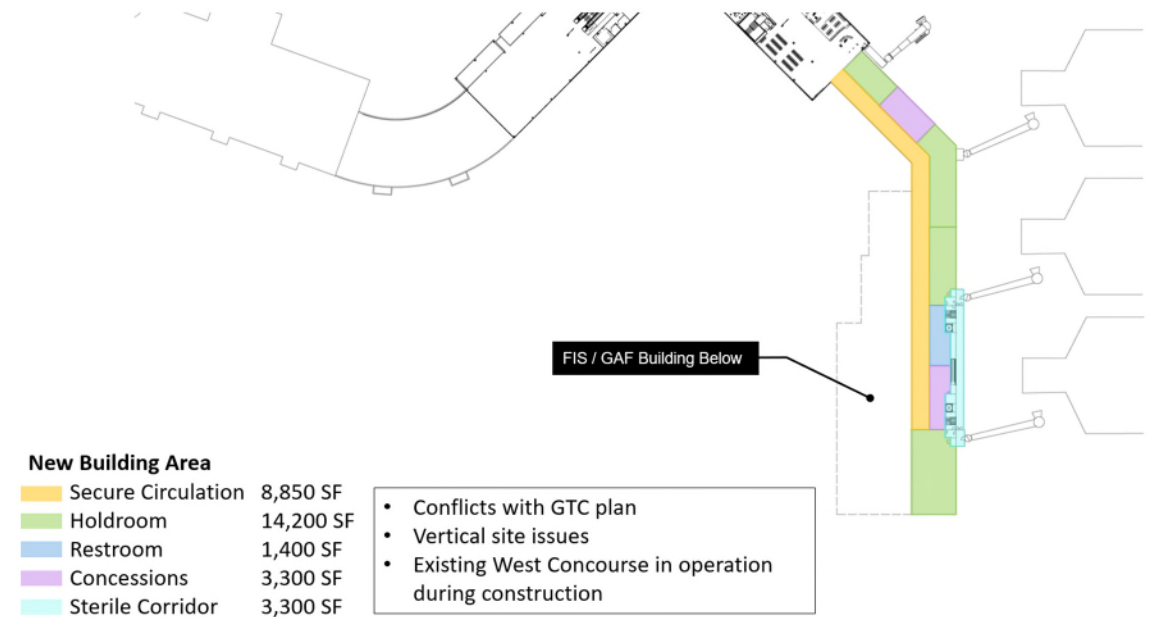 FIS / GAF Building Below
New Building Area
Secure Circulation 8,850 SF
Holdroom 14,200 SF
Restroom 1,400 SF
Concessions 3,300 SF
Sterile Corridor 3,300 SF
• Conflicts with GTC plan
• Vertical site issues
• Existing West Concourse in operation
during construction